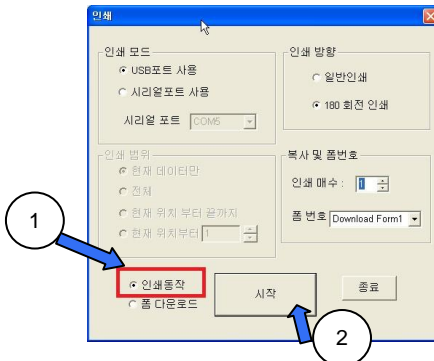 인쇄
인쇄 모드
USB포트 사용
시리얼포트 사용
시리얼 포트 COM5
인쇄 방향
일반인쇄
180 회전 인쇄
인쇄 범위
현재 데이터만
전체
현재 위치 부터 끝까지
현재 위치부터 1
복사 및 폼번호
인쇄 매수 : 1
폼 번호 Download Form1
1
인쇄동작
폼 다운로드
시작
종료
2